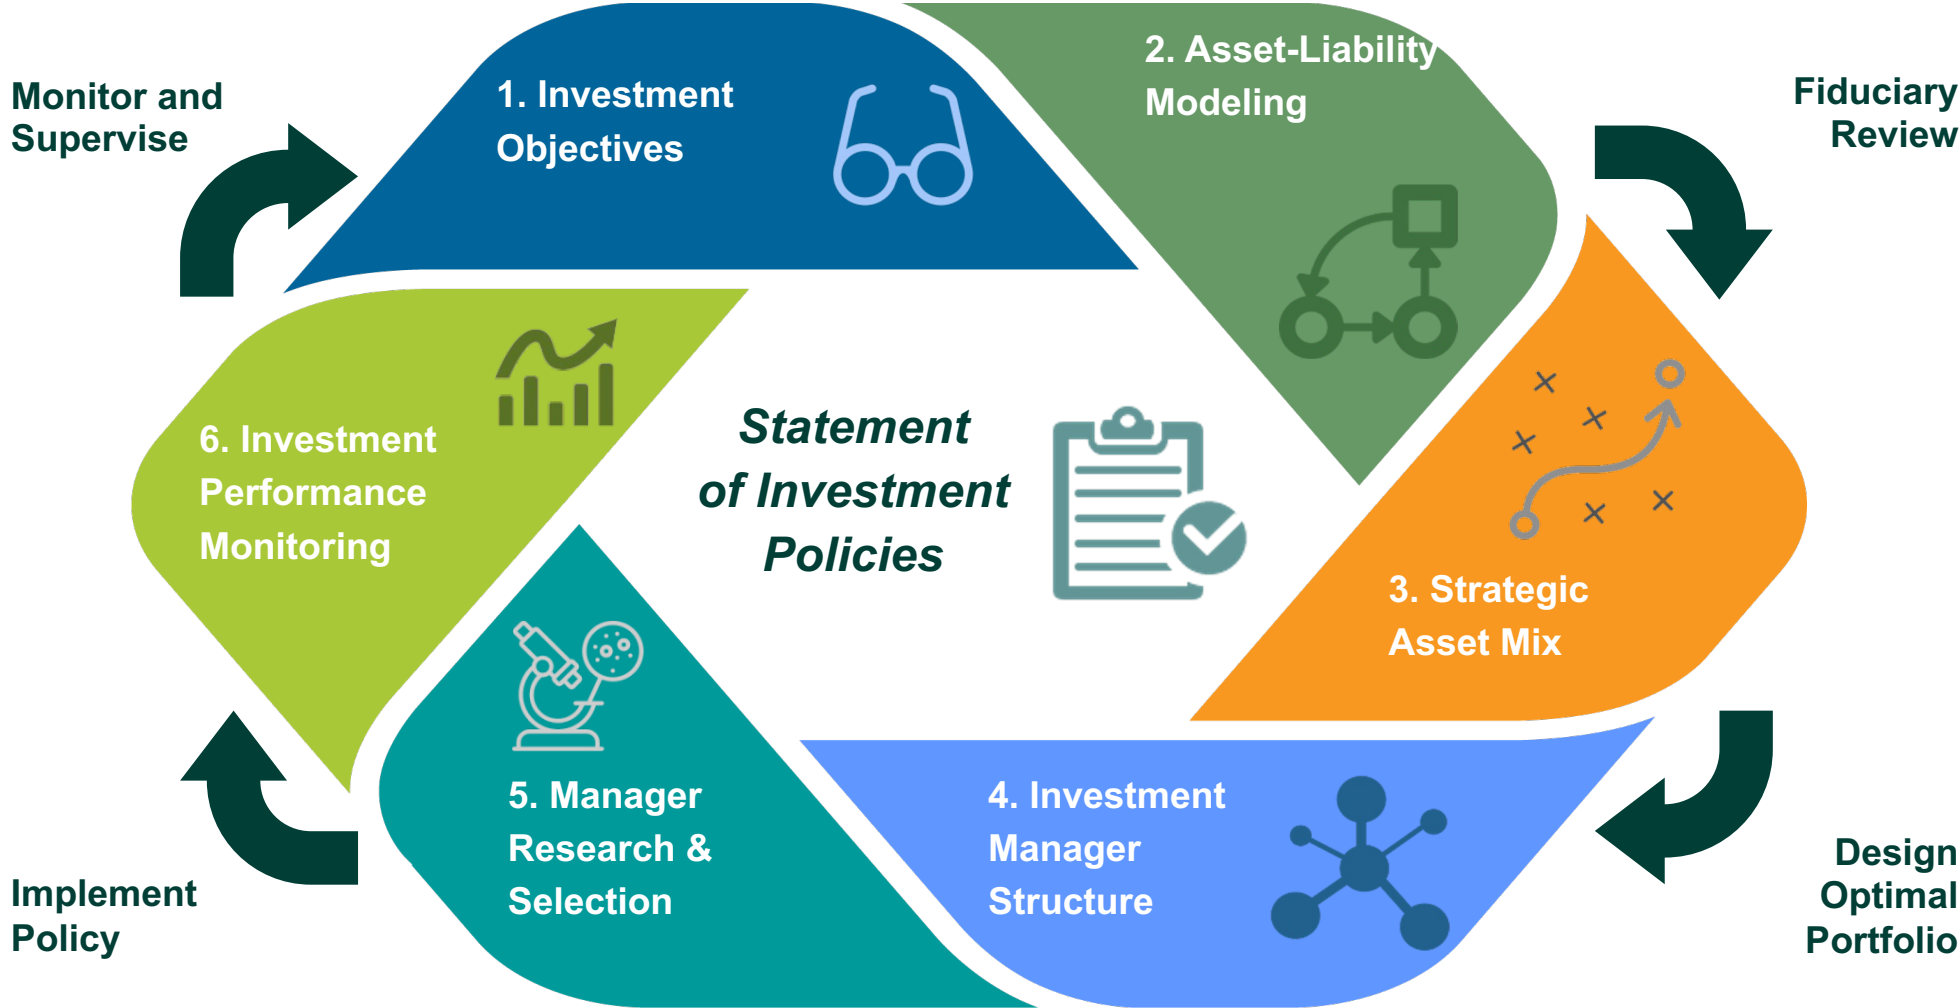 Monitor and
Supervise
1. Investment
Objectives
2. Asset-Liability
Modeling
Fiduciary
Review
3. Strategic
Asset Mix
Design
Optimal
Portfolio
4. Investment
Manager
Structure
5. Manager
Research &
Selection
Implement
Policy
6. Investment
Performance
Monitoring
Statement
of Investment
Policies